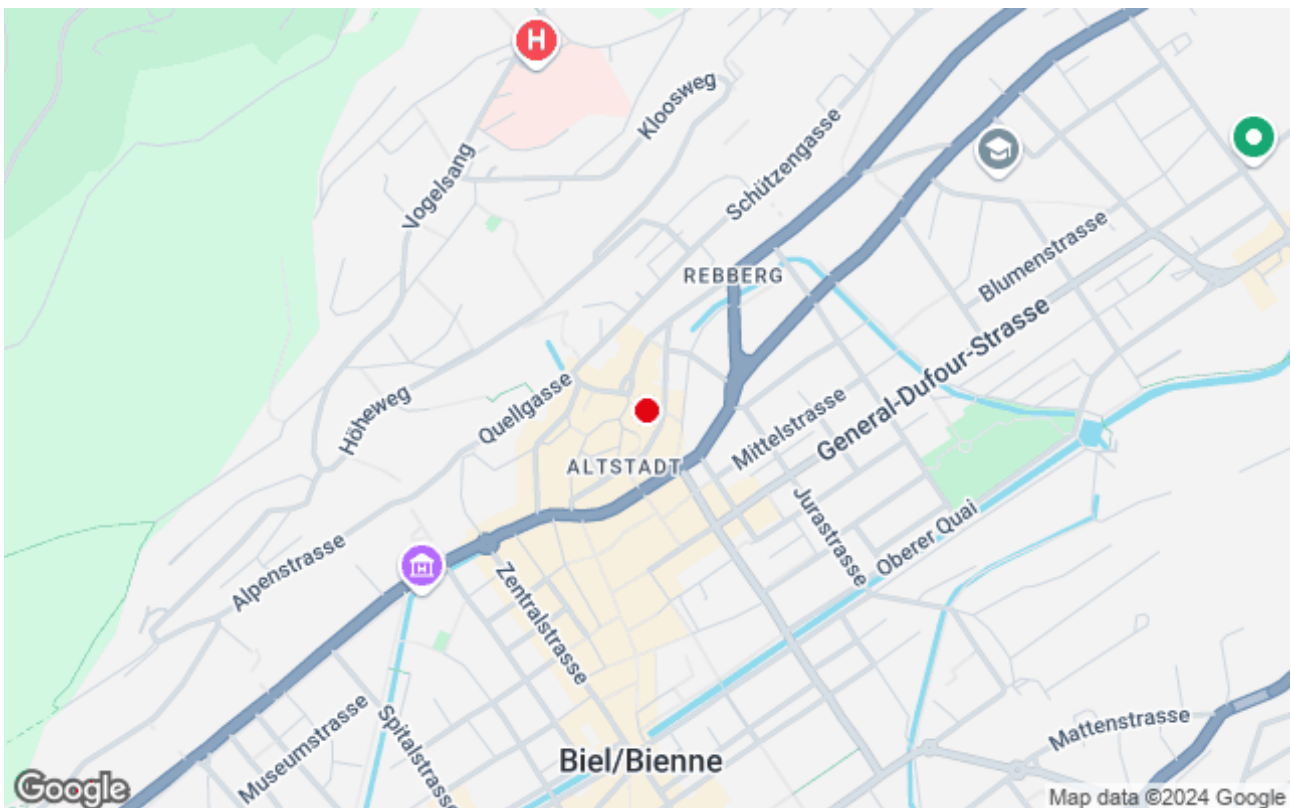 H
Kloosweg
Vogelsang
Schützengasse
REBBERG
Blumenstrasse
General-Dufour-Strasse
Höheweg
Quellgasse
Mittelstrasse
ALTSTADT
Jurastrasse
Oberer Quai
Alpenstrasse
Zentralstrasse
Museumstrasse
Spitalstrasse
Mattenstrasse
Biel/Bienne
Google
Map data ©2024 Google